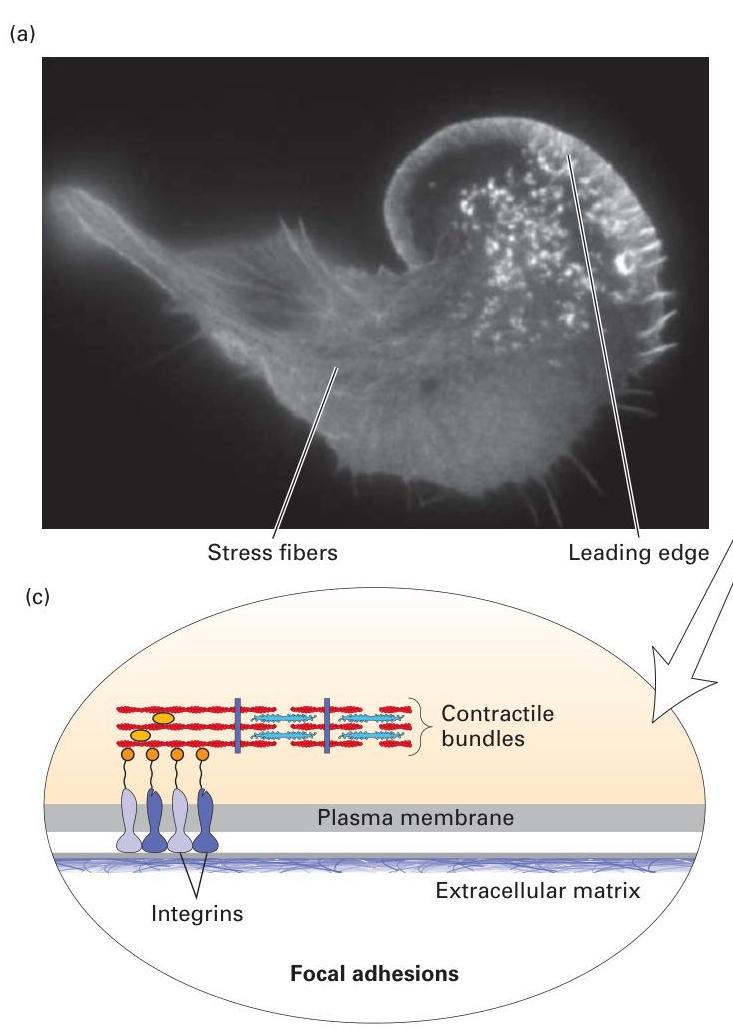 (a)
Stress fibers
Leading edge
(c)
Contractile
bundles
Plasma membrane
Extracellular matrix
Integrins
Focal adhesions